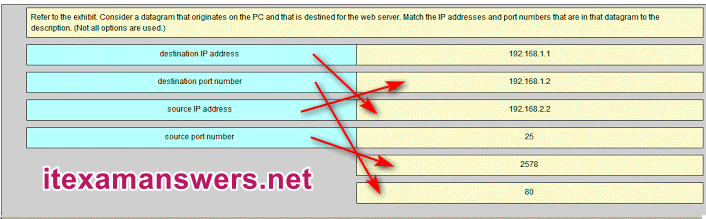 Refer to the exhibit. Consider a datagram that originates on the PC and that is destined for the web server. Match the IP addresses and port numbers that are in that datagram to the
description. (Not all options are used.)
destination IP address
192.168.1.1
destination port number
192.168.1.2
source IP address
192.168.2.2
source port number
25
2578
80
itexamanswers.net